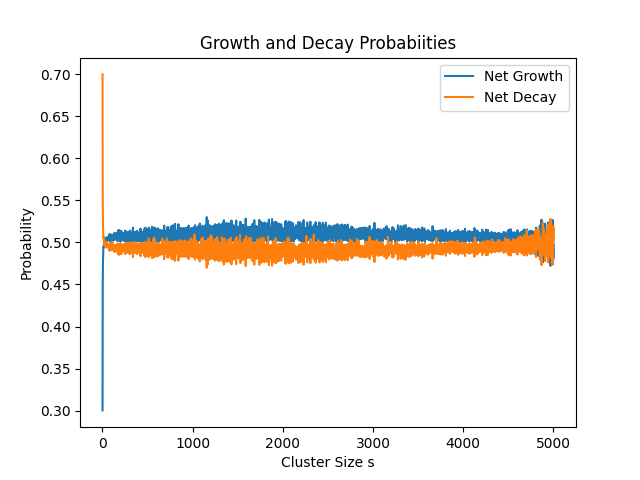 Growth and Decay Probabiities
Net Growth
Net Decay
Probability
0.70
0.65
0.60
0.55
0.50
0.45
0.40
0.35
0.30
0 1000 2000 3000 4000 5000
Cluster Size s